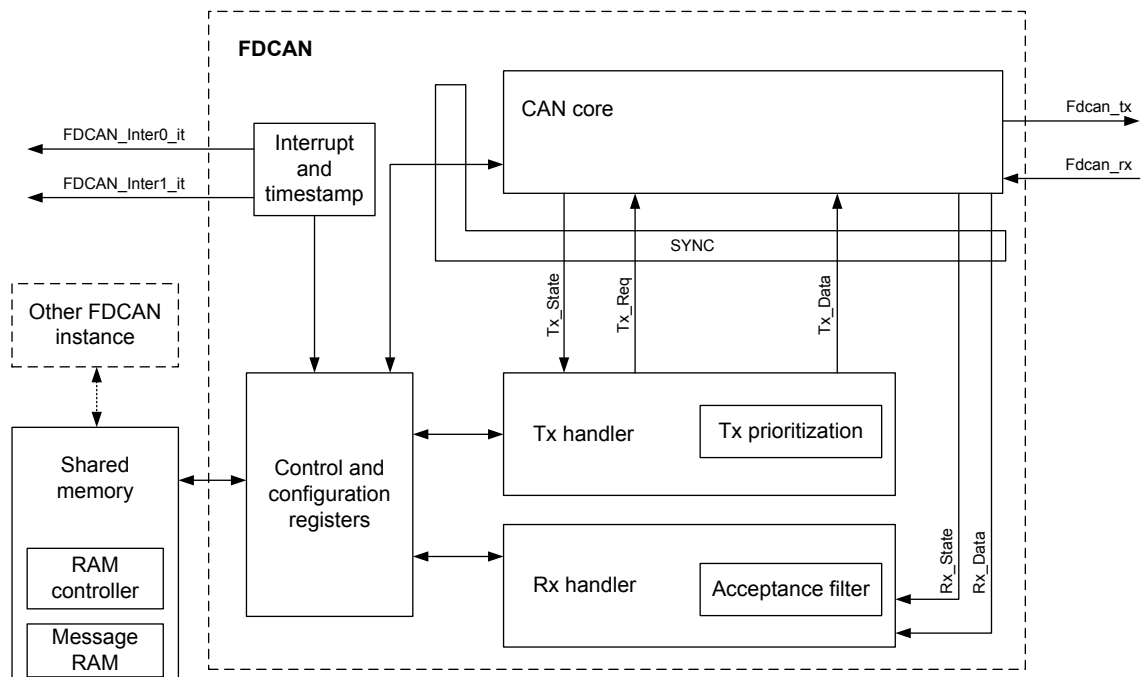 FDCAN
CAN core
Fdcan_tx
FDCAN_Inter0_it
Interrupt
and
timestamp
Fdcan_rx
FDCAN_Inter1_it
SYNC
Tx_State
Tx_Req
Tx_Data
Other FDCAN
instance
Tx handler
Tx prioritization
Shared
memory
Control and
configuration
registers
RAM
controller
Rx handler
Acceptance filter
Rx_State
Rx_Data
Message
RAM